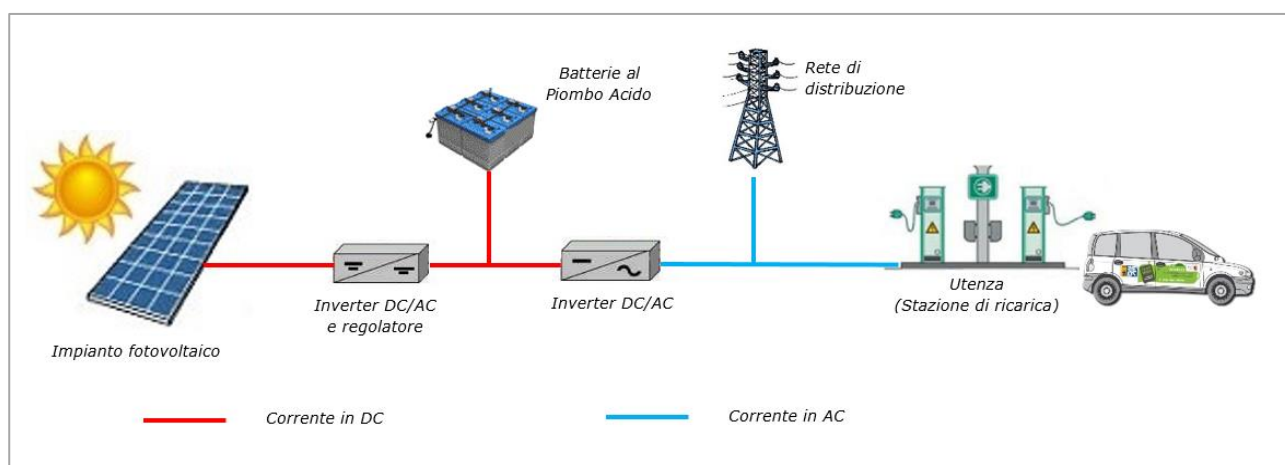 Batterie al
Piombo Acido
Rete di
distribuzione
Inverter DC/AC
e regolatore
Inverter DC/AC
Utenza
(Stazione di ricarica)
Impianto fotovoltaico
Corrente in DC
Corrente in AC